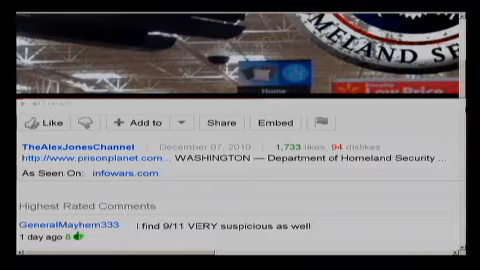 MELAND SE
Home
Everyday
Low Price
Like
Add to
Share
Embed
TheAlexJonesChannel | December 07, 2010 | 1,733 likes, 94 dislikes
http://www.prisonplanet.com... WASHINGTON — Department of Homeland Security ...
As Seen On: infowars.com
Highest Rated Comments
GeneralMayhem333 I find 9/11 VERY suspicious as well
1 day ago 8